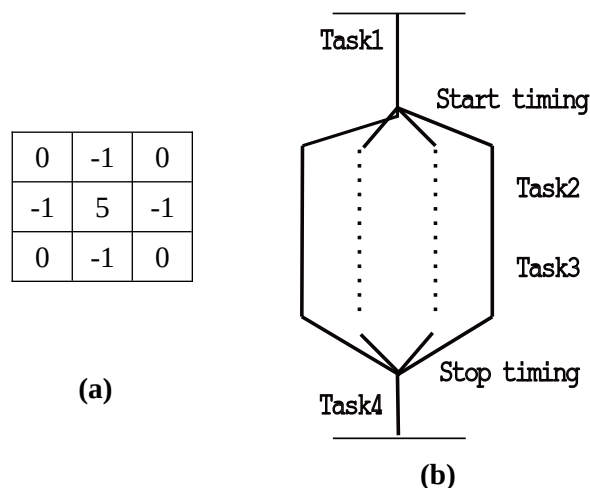 0 -1 0
-1 5 -1
0 -1 0
(a)
Task1
Start timing
Task2
Task3
Stop timing
Task4
(b)